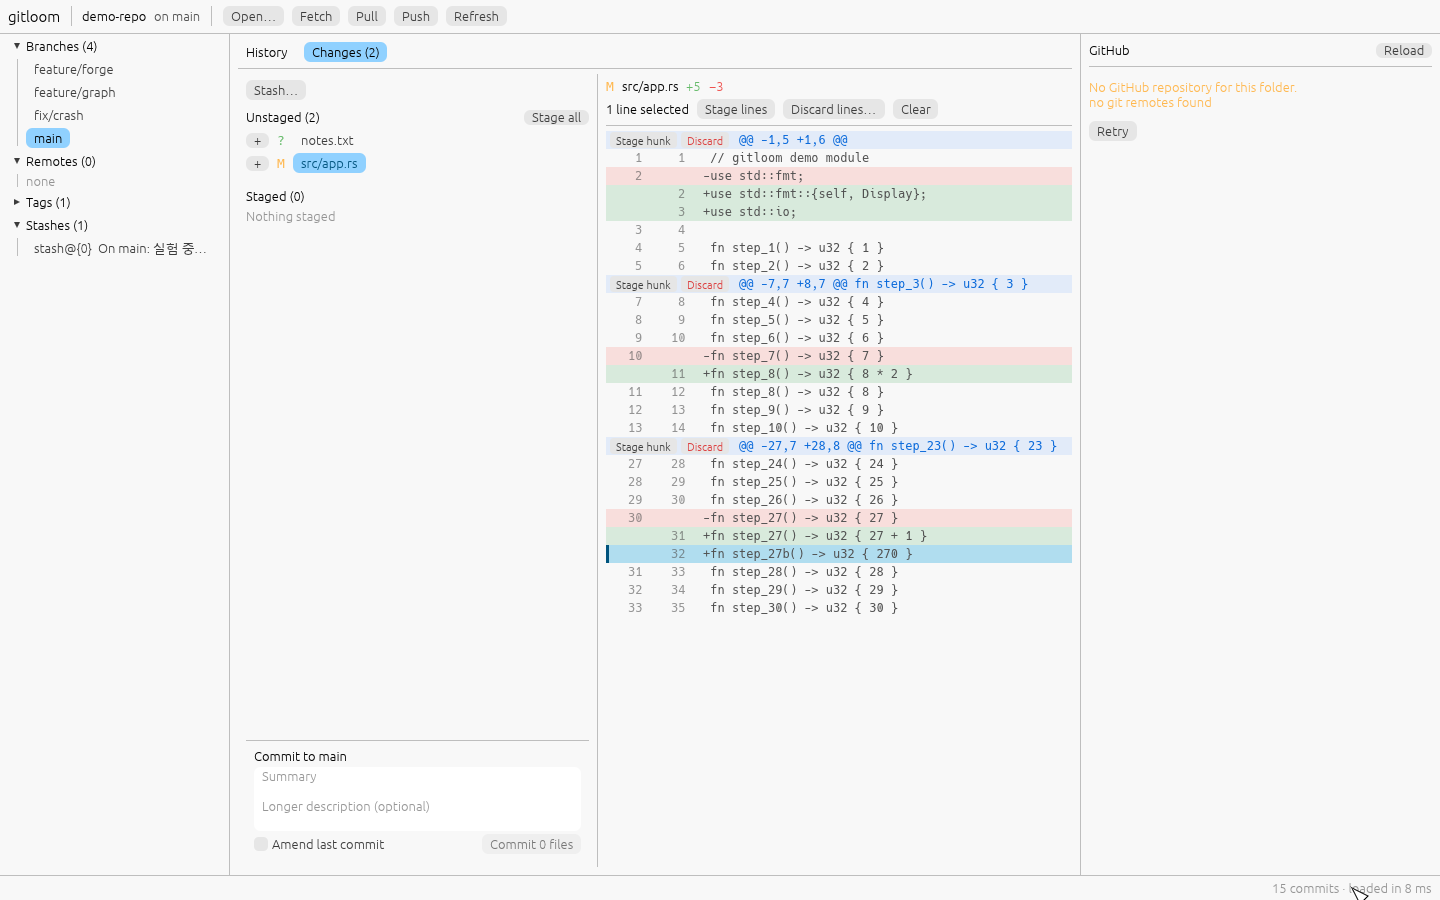 gitloom demo-repo on main Open… Fetch Pull Push Refresh
Branches (4)
feature/forge
feature/graph
fix/crash
main
Remotes (0)
none
Tags (1)
Stashes (1)
stash@{0} On main: 실험 중…
History Changes (2)
Stash…
Unstaged (2) Stage all
+ ? notes.txt
+ M src/app.rs
Staged (0)
Nothing staged
Commit to main
Summary
Longer description (optional)
Amend last commit Commit 0 files
M src/app.rs +5 −3
1 line selected Stage lines Discard lines… Clear
Stage hunk Discard @@ -1,5 +1,6 @@
1 1 // gitloom demo module
2 -use std::fmt;
2 +use std::fmt::{self, Display};
3 +use std::io;
3 4
4 5 fn step_1() -> u32 { 1 }
5 6 fn step_2() -> u32 { 2 }
Stage hunk Discard @@ -7,7 +8,7 @@ fn step_3() -> u32 { 3 }
7 8 fn step_4() -> u32 { 4 }
8 9 fn step_5() -> u32 { 5 }
9 10 fn step_6() -> u32 { 6 }
10 -fn step_7() -> u32 { 7 }
11 +fn step_8() -> u32 { 8 * 2 }
11 12 fn step_8() -> u32 { 8 }
12 13 fn step_9() -> u32 { 9 }
13 14 fn step_10() -> u32 { 10 }
Stage hunk Discard @@ -27,7 +28,8 @@ fn step_23() -> u32 { 23 }
27 28 fn step_24() -> u32 { 24 }
28 29 fn step_25() -> u32 { 25 }
29 30 fn step_26() -> u32 { 26 }
30 -fn step_27() -> u32 { 27 }
31 +fn step_27() -> u32 { 27 + 1 }
32 +fn step_27b() -> u32 { 270 }
31 33 fn step_28() -> u32 { 28 }
32 34 fn step_29() -> u32 { 29 }
33 35 fn step_30() -> u32 { 30 }
GitHub Reload
No GitHub repository for this folder.
no git remotes found
Retry
15 commits · loaded in 8 ms